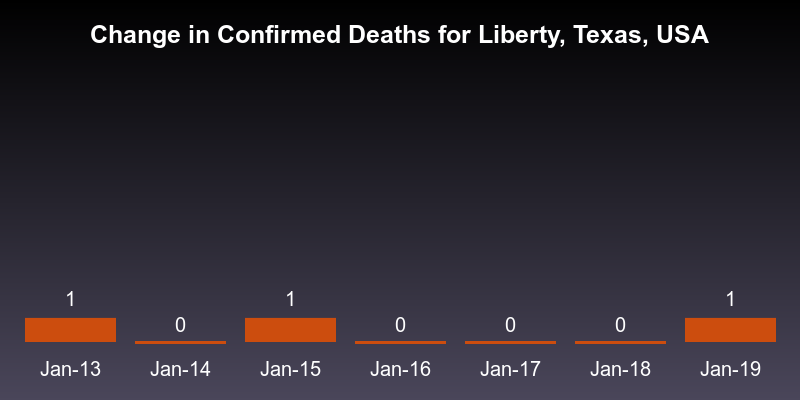 Change in Confirmed Deaths for Liberty, Texas, USA
1 0 1 0 0 0 1
Jan-13 Jan-14 Jan-15 Jan-16 Jan-17 Jan-18 Jan-19